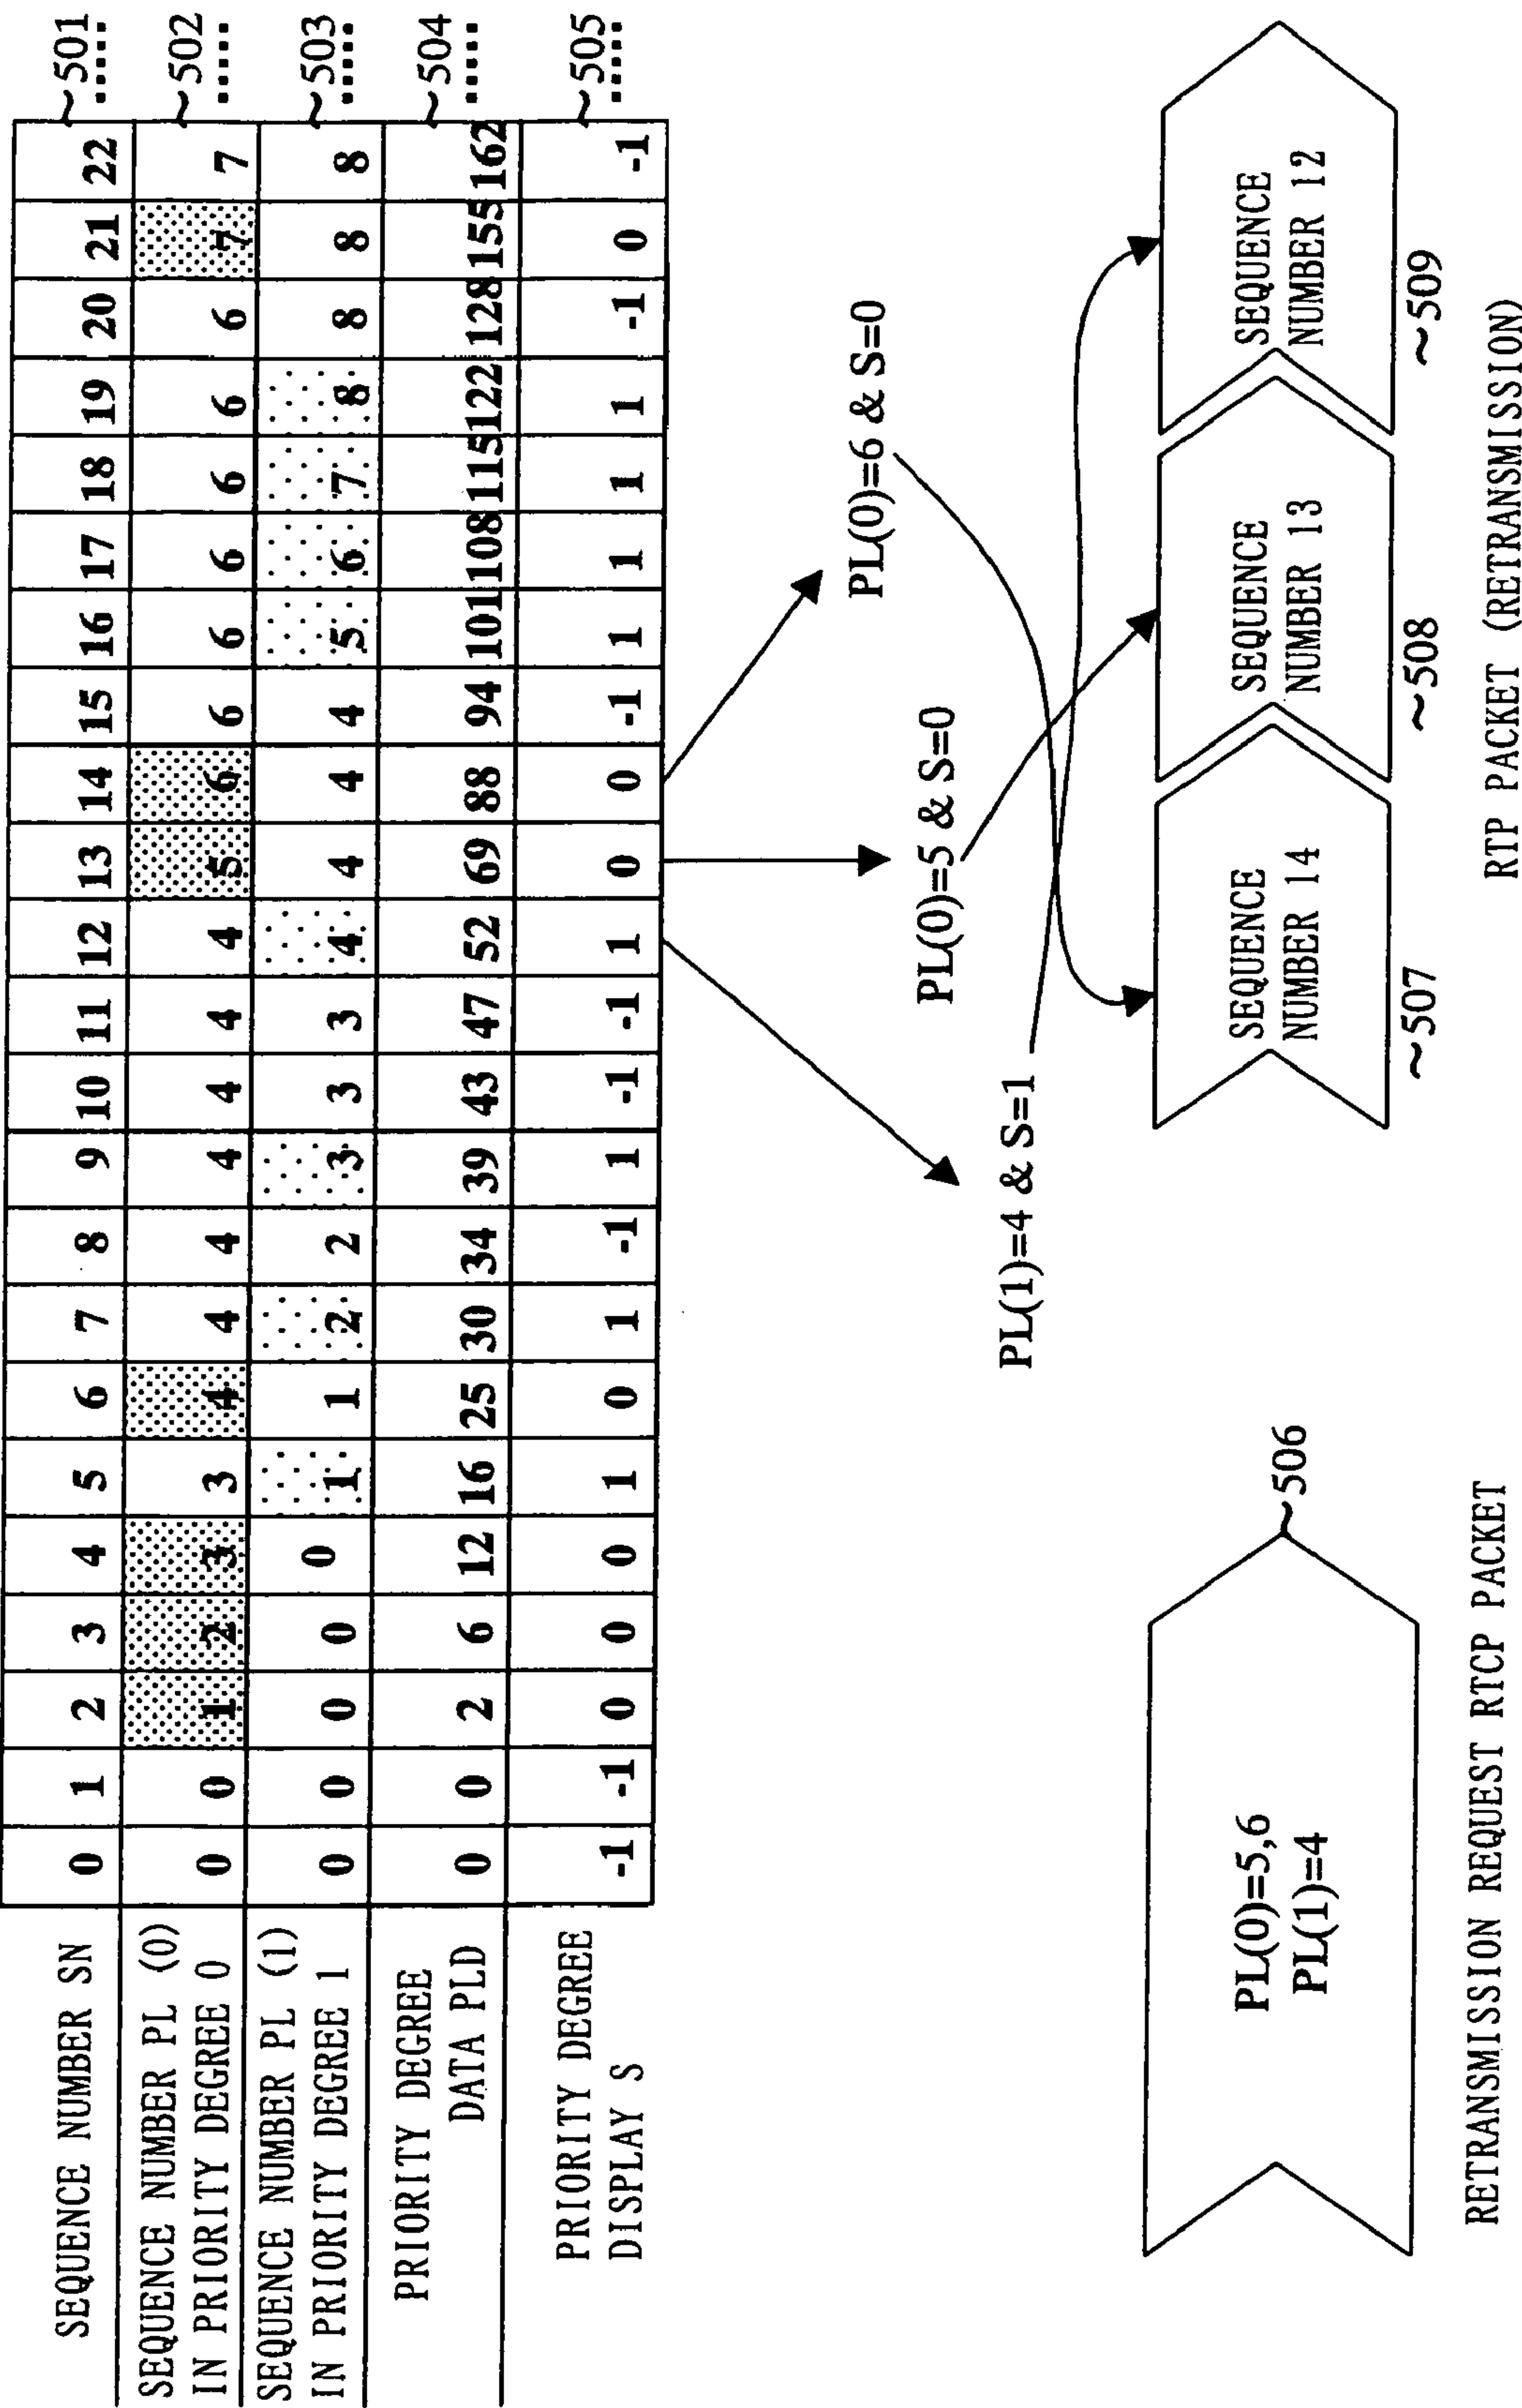 SEQUENCE NUMBER SN 0 1 2 3 4 5 6 7 8 9 10 11 12 13 14 15 16 17 18 19 20 21 22 ~501
SEQUENCE NUMBER PL (0)
IN PRIORITY DEGREE 0
0 0 1 2 3 3 4 4 4 4 4 4 4 5 6 6 6 6 6 6 6 7 7 ~502
SEQUENCE NUMBER PL (1)
IN PRIORITY DEGREE 1
0 0 0 0 0 1 1 2 2 3 3 3 4 4 4 4 5 6 7 8 8 8 8 ~503
PRIORITY DEGREE
DATA PLD
0 0 2 6 12 16 25 30 34 39 43 47 52 69 88 94 101 108 115 122 128 155 162 ~504
PRIORITY DEGREE
DISPLAY S
-1 -1 0 0 0 1 0 1 -1 1 -1 -1 1 0 0 -1 1 1 1 1 -1 0 -1 ~505
PL(0)=6 & S=0
PL(0)=5 & S=0
PL(1)=4 & S=1
PL(0)=5,6
PL(1)=4
~506
RETRANSMISSION REQUEST RTCP PACKET
SEQUENCE
NUMBER 14
~507
SEQUENCE
NUMBER 13
~508
SEQUENCE
NUMBER 12
~509
RTP PACKET (RETRANSMISSION)